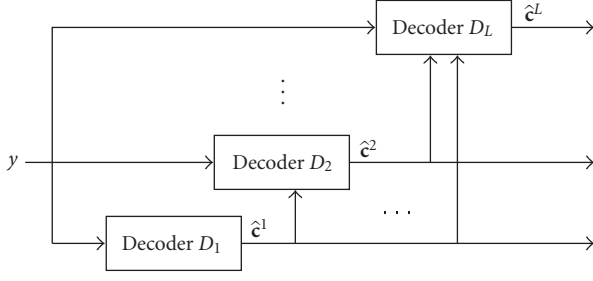 Decoder D_L
ĉ^L
⋮
y
Decoder D_2
ĉ^2
. . .
Decoder D_1
ĉ^1